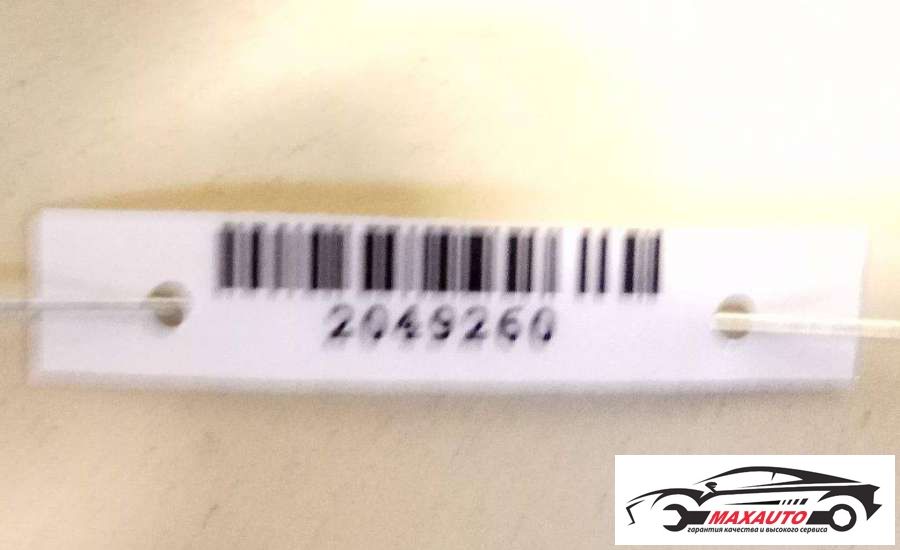 2049260
MAXAUTO
гарантия качества и высокого сервиса